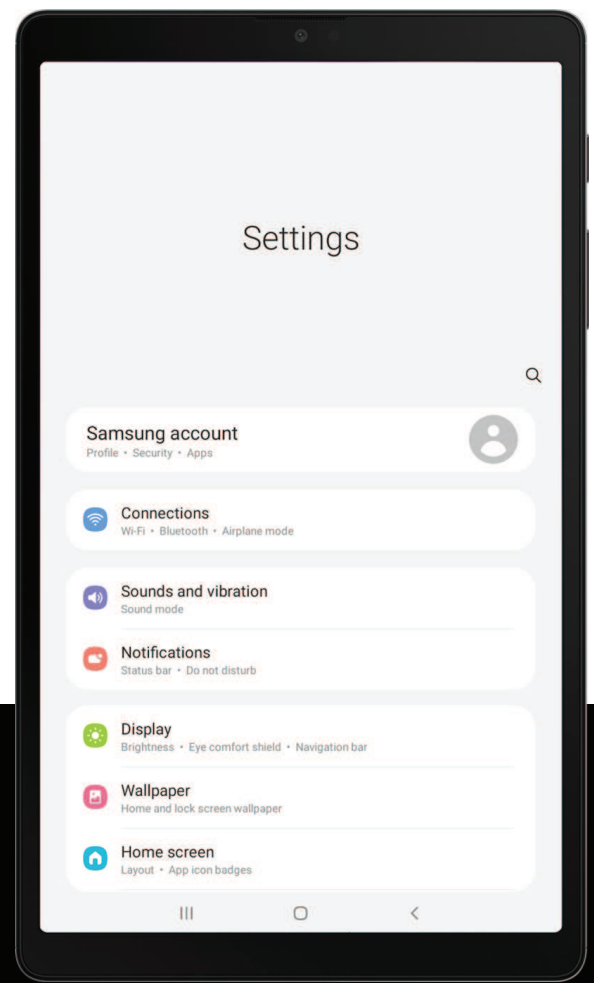 Settings
Samsung account
Profile • Security • Apps
Connections
Wi-Fi • Bluetooth • Airplane mode
Sounds and vibration
Sound mode
Notifications
Status bar • Do not disturb
Display
Brightness • Eye comfort shield • Navigation bar
Wallpaper
Home and lock screen wallpaper
Home screen
Layout • App icon badges